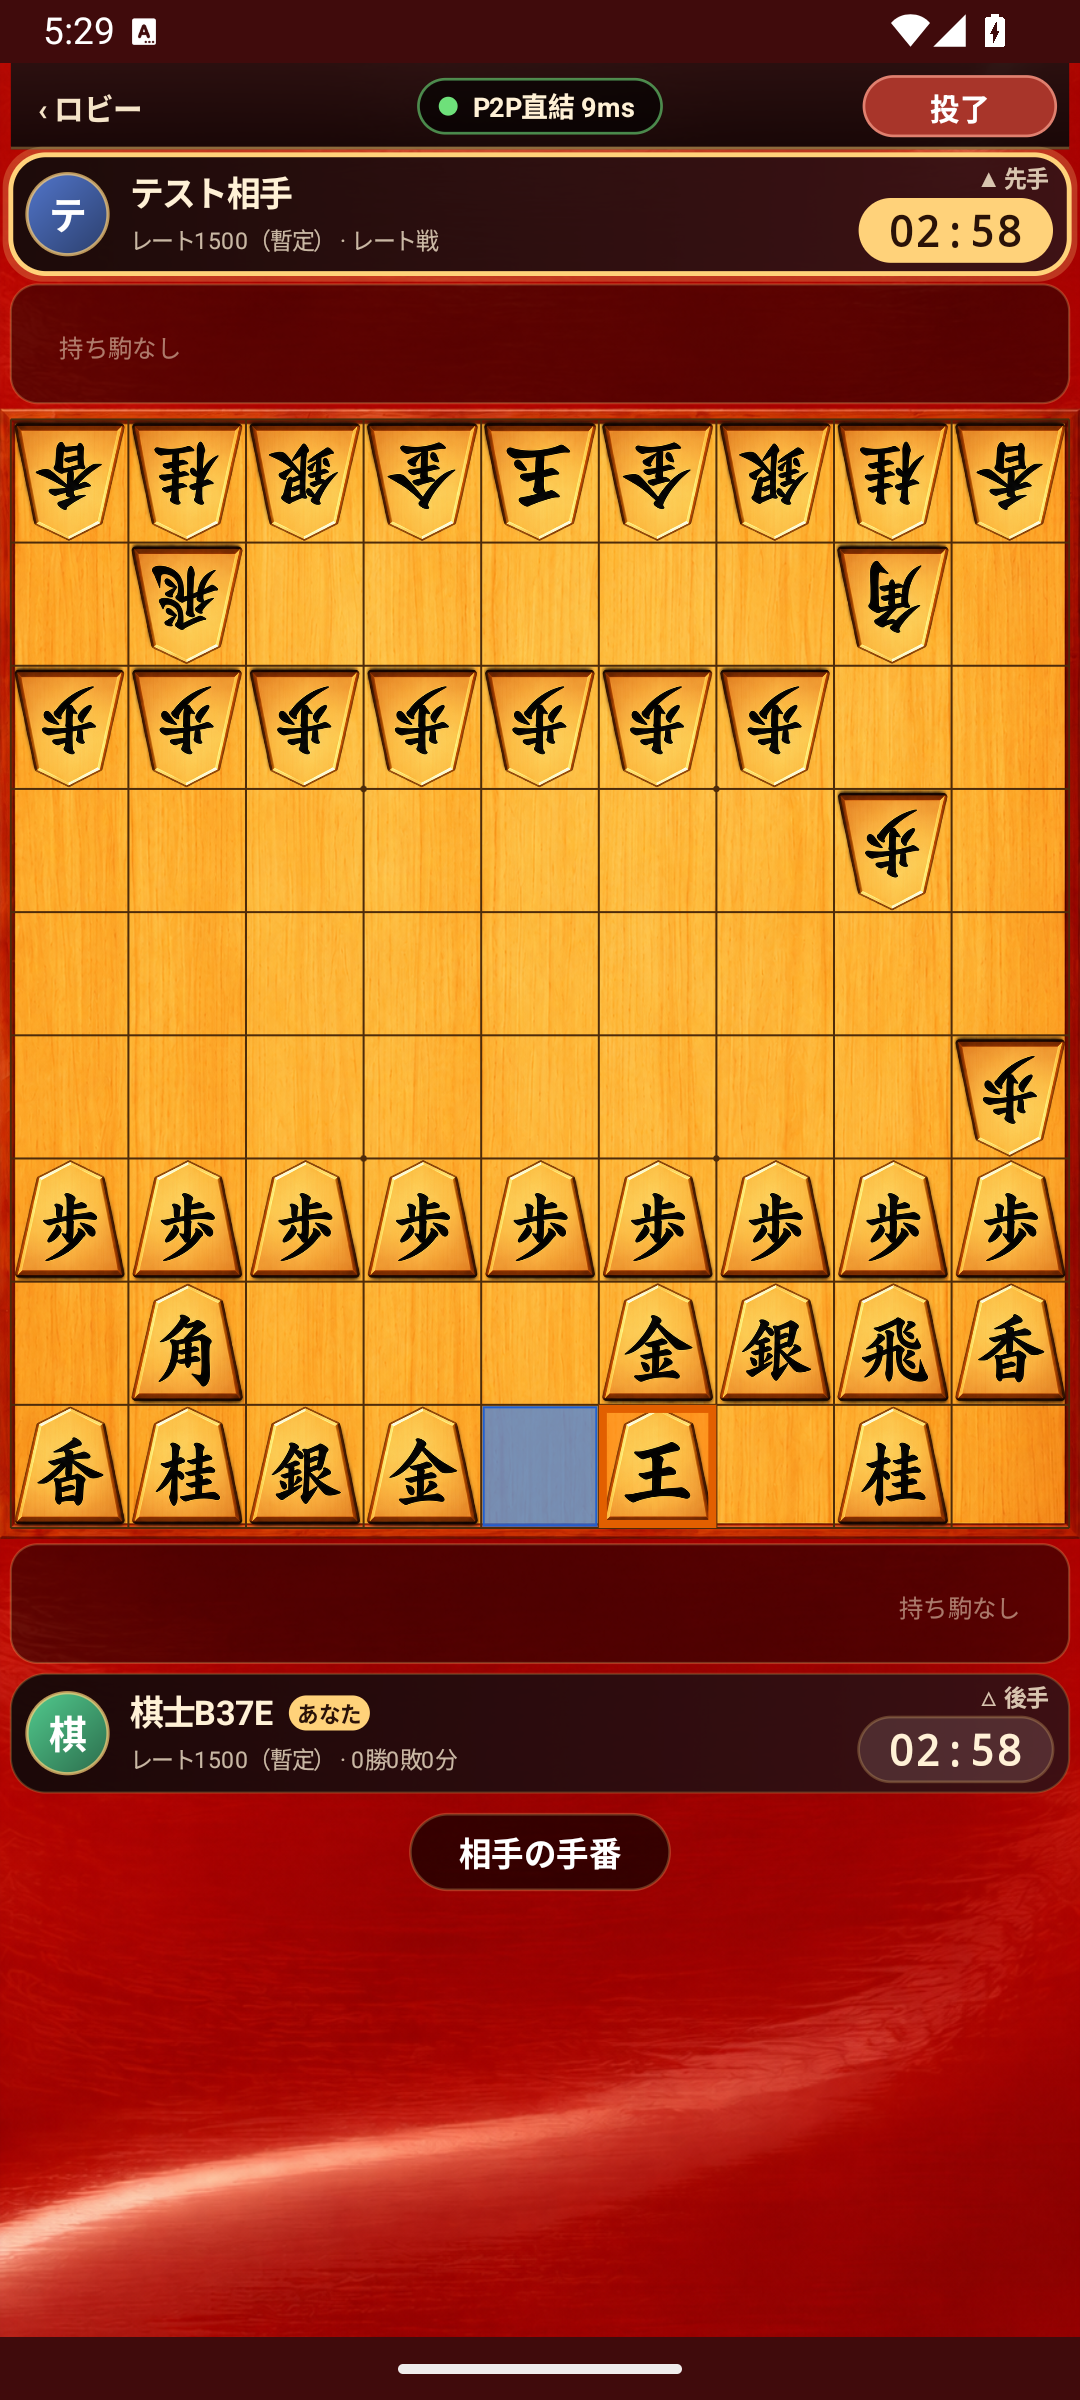 5:29
‹ ロビー
P2P直結 9ms
投了
テ
テスト相手
レート1500（暫定） · レート戦
▲ 先手
02:58
持ち駒なし
香 桂 銀 金 玉 金 銀 桂 香
飛 角
歩 歩 歩 歩 歩 歩 歩
歩
歩
歩 歩 歩 歩 歩 歩 歩 歩 歩
角 金 銀 飛 香
香 桂 銀 金 王 桂
持ち駒なし
棋
棋士B37E あなた
レート1500（暫定） · 0勝0敗0分
△ 後手
02:58
相手の手番